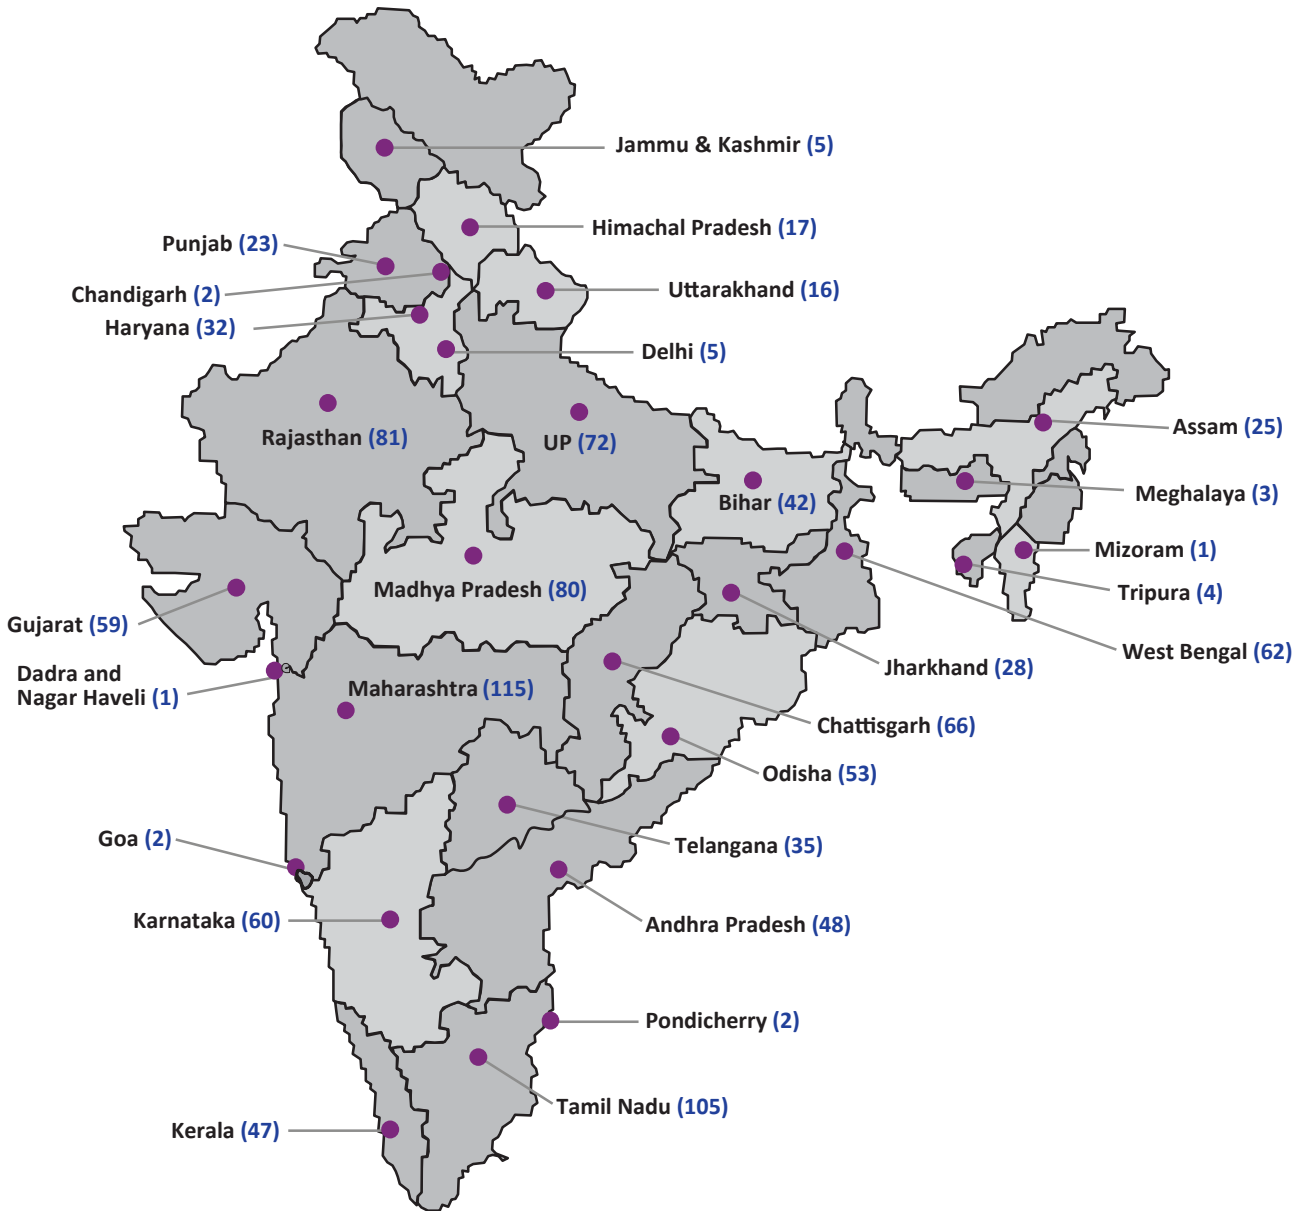 Jammu & Kashmir (5)
Himachal Pradesh (17)
Punjab (23)
Chandigarh (2)
Uttarakhand (16)
Haryana (32)
Delhi (5)
Rajasthan (81)
UP (72)
Assam (25)
Bihar (42)
Meghalaya (3)
Mizoram (1)
Madhya Pradesh (80)
Tripura (4)
Gujarat (59)
West Bengal (62)
Jharkhand (28)
Dadra and
Nagar Haveli (1)
Maharashtra (115)
Chattisgarh (66)
Odisha (53)
Goa (2)
Telangana (35)
Karnataka (60)
Andhra Pradesh (48)
Pondicherry (2)
Tamil Nadu (105)
Kerala (47)